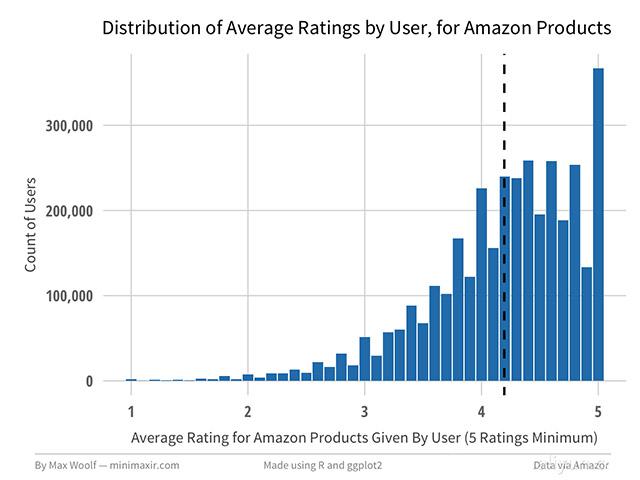 Distribution of Average Ratings by User, for Amazon Products
Count of Users
300,000
200,000
100,000
0
1 2 3 4 5
Average Rating for Amazon Products Given By User (5 Ratings Minimum)
By Max Woolf — minimaxir.com Made using R and ggplot2 Data via Amazon